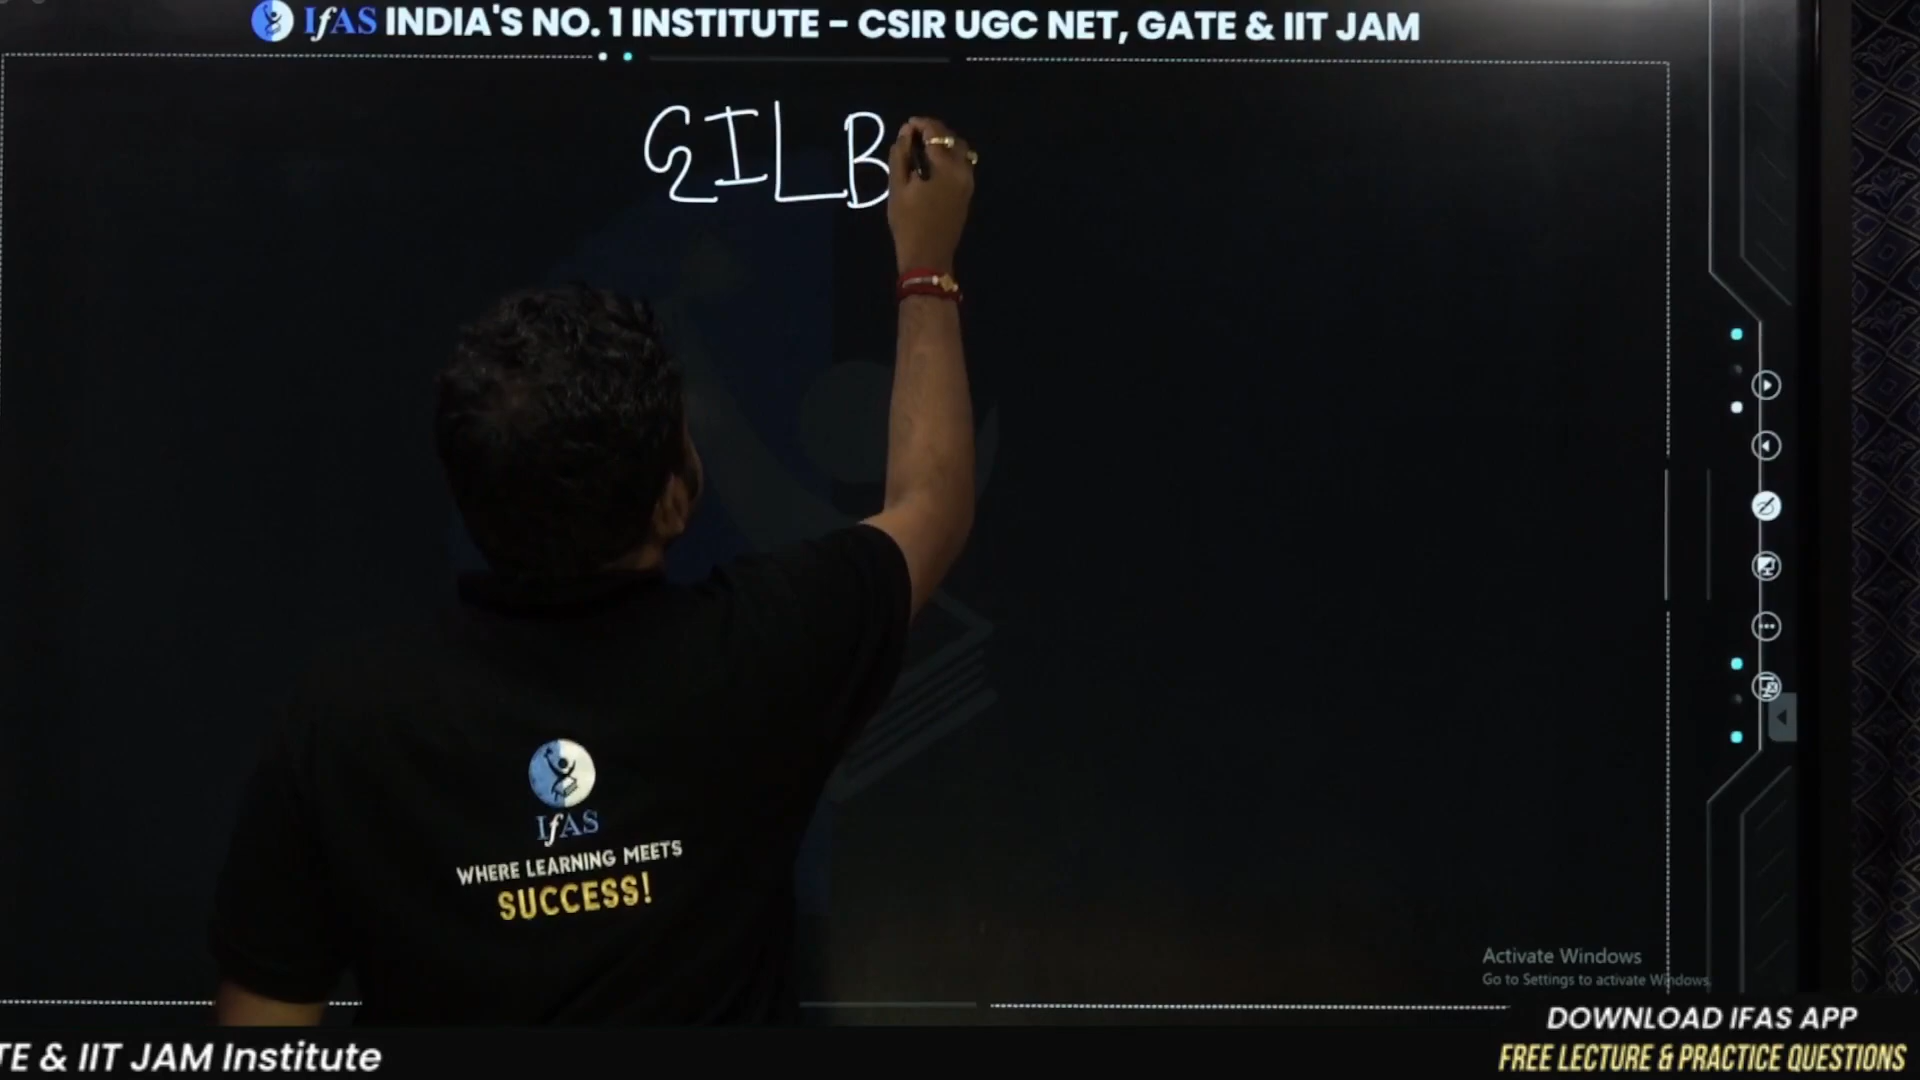 IfAS INDIA'S NO. 1 INSTITUTE – CSIR UGC NET, GATE & IIT JAM
GILB
IfAS
WHERE LEARNING MEETS
SUCCESS!
Activate Windows
Go to Settings to activate Windows.
DOWNLOAD IFAS APP
TE & IIT JAM Institute
FREE LECTURE & PRACTICE QUESTIONS